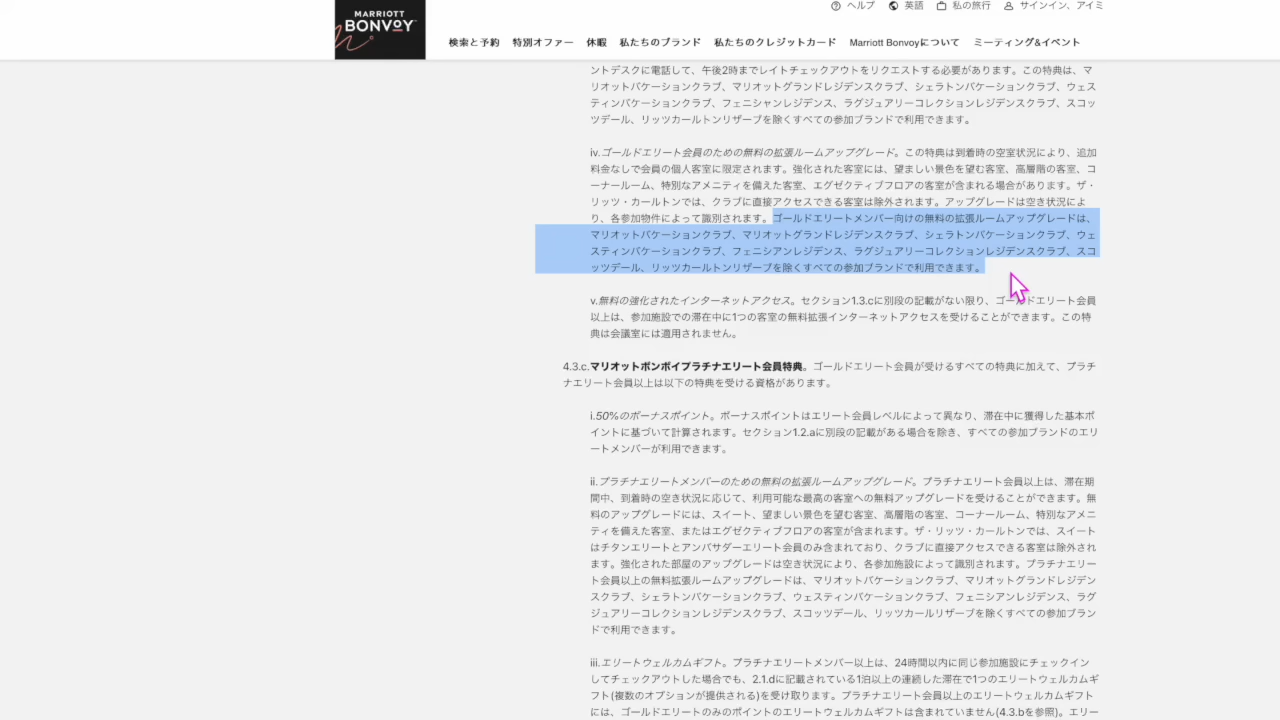 MARRIOTT
BONVOY
ヘルプ 英語 私の旅行 サインイン、アイミ
検索と予約 特別オファー 休暇 私たちのブランド 私たちのクレジットカード Marriott Bonvoyについて ミーティング&イベント
ントデスクに電話して、午後2時までレイトチェックアウトをリクエストする必要があります。この特典は、マ
リオットバケーションクラブ、マリオットグランドレジデンスクラブ、シェラトンバケーションクラブ、ウェス
ティンバケーションクラブ、フェニシャンレジデンス、ラグジュアリーコレクションレジデンスクラブ、スコッ
ツデール、リッツカールトンリザーブを除くすべての参加ブランドで利用できます。
iv.ゴールドエリート会員のための無料の拡張ルームアップグレード。この特典は到着時の空室状況により、追加
料金なしで会員の個人客室に限定されます。強化された客室には、望ましい景色を望む客室、高層階の客室、コ
ーナールーム、特別なアメニティを備えた客室、エグゼクティブフロアの客室が含まれる場合があります。ザ・
リッツ・カールトンでは、クラブに直接アクセスできる客室は除外されます。アップグレードは空き状況によ
り、各参加物件によって識別されます。ゴールドエリートメンバー向けの無料の拡張ルームアップグレードは、
マリオットバケーションクラブ、マリオットグランドレジデンスクラブ、シェラトンバケーションクラブ、ウェ
スティンバケーションクラブ、フェニシアンレジデンス、ラグジュアリーコレクションレジデンスクラブ、スコ
ッツデール、リッツカールトンリザーブを除くすべての参加ブランドで利用できます。
v.無料の強化されたインターネットアクセス。セクション1.3.cに別段の記載がない限り、ゴールドエリート会員
以上は、参加施設での滞在中に1つの客室の無料拡張インターネットアクセスを受けることができます。この特
典は会議室には適用されません。
4.3.c.マリオットボンボイプラチナエリート会員特典。ゴールドエリート会員が受けるすべての特典に加えて、プラチ
ナエリート会員以上は以下の特典を受ける資格があります。
i.50%のボーナスポイント。ボーナスポイントはエリート会員レベルによって異なり、滞在中に獲得した基本ポ
イントに基づいて計算されます。セクション1.2.aに別段の記載がある場合を除き、すべての参加ブランドのエリ
ートメンバーが利用できます。
ii.プラチナエリートメンバーのための無料の拡張ルームアップグレード。プラチナエリート会員以上は、滞在期
間中、到着時の空き状況に応じて、利用可能な最高の客室への無料アップグレードを受けることができます。無
料のアップグレードには、スイート、望ましい景色を望む客室、高層階の客室、コーナールーム、特別なアメニ
ティを備えた客室、またはエグゼクティブフロアの客室が含まれます。ザ・リッツ・カールトンでは、スイート
はチタンエリートとアンバサダーエリート会員のみ含まれており、クラブに直接アクセスできる客室は除外され
ます。強化された部屋のアップグレードは空き状況により、各参加施設によって識別されます。プラチナエリー
ト会員以上の無料拡張ルームアップグレードは、マリオットバケーションクラブ、マリオットグランドレジデン
スクラブ、シェラトンバケーションクラブ、ウェスティンバケーションクラブ、フェニシアンレジデンス、ラグ
ジュアリーコレクションレジデンスクラブ、スコッツデール、リッツカールリザーブを除くすべての参加ブラン
ドで利用できます。
iii.エリートウェルカムギフト。プラチナエリートメンバー以上は、24時間以内に同じ参加施設にチェックイン
してチェックアウトした場合でも、2.1.dに記載されている1泊以上の連続した滞在で1つのエリートウェルカムギ
フト(複数のオプションが提供される)を受け取ります。プラチナエリート会員以上のエリートウェルカムギフト
には、ゴールドエリートのみのポイントのエリートウェルカムギフトは含まれていません(4.3.bを参照)。エリー